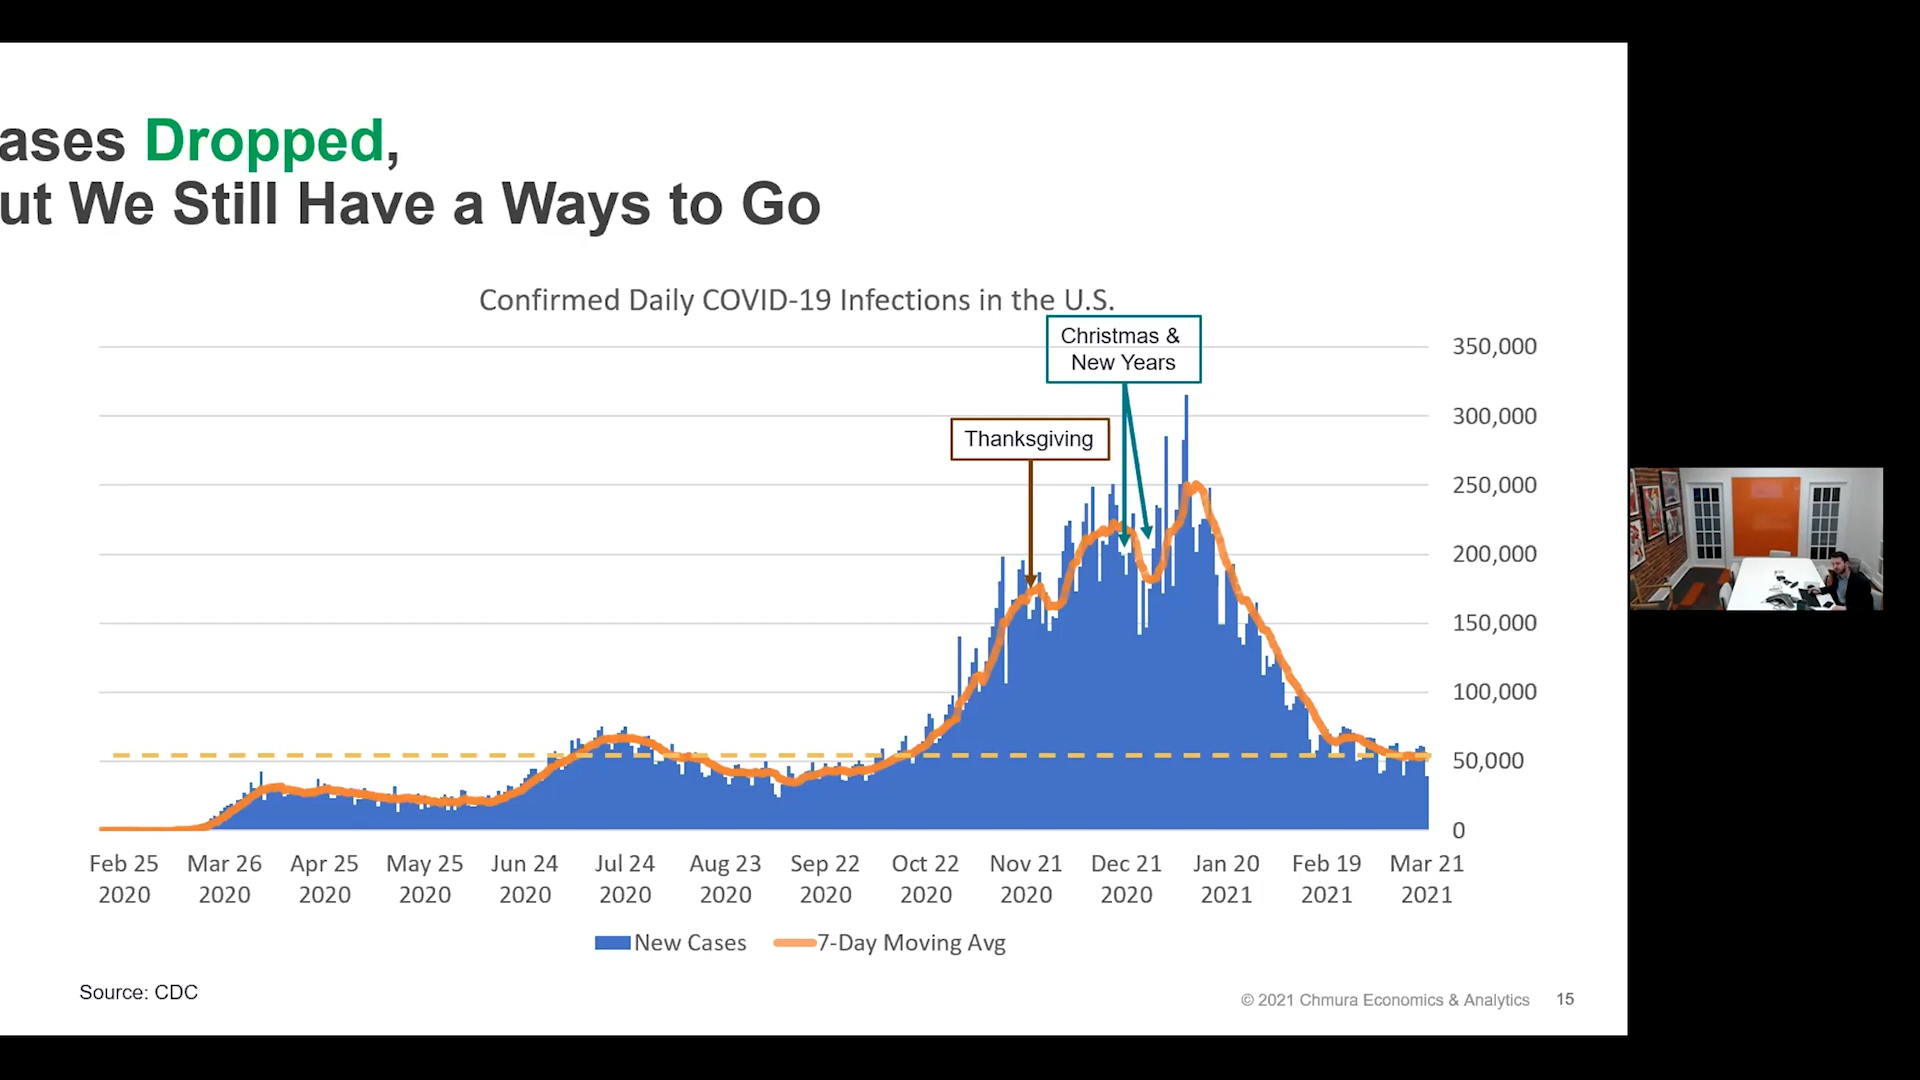 ases Dropped,
ut We Still Have a Ways to Go
Confirmed Daily COVID-19 Infections in the U.S.
Christmas &
New Years
Thanksgiving
350,000
300,000
250,000
200,000
150,000
100,000
50,000
0
Feb 25 Mar 26 Apr 25 May 25 Jun 24 Jul 24 Aug 23 Sep 22 Oct 22 Nov 21 Dec 21 Jan 20 Feb 19 Mar 21
2020 2020 2020 2020 2020 2020 2020 2020 2020 2020 2020 2021 2021 2021
New Cases 7-Day Moving Avg
Source: CDC
© 2021 Chmura Economics & Analytics 15